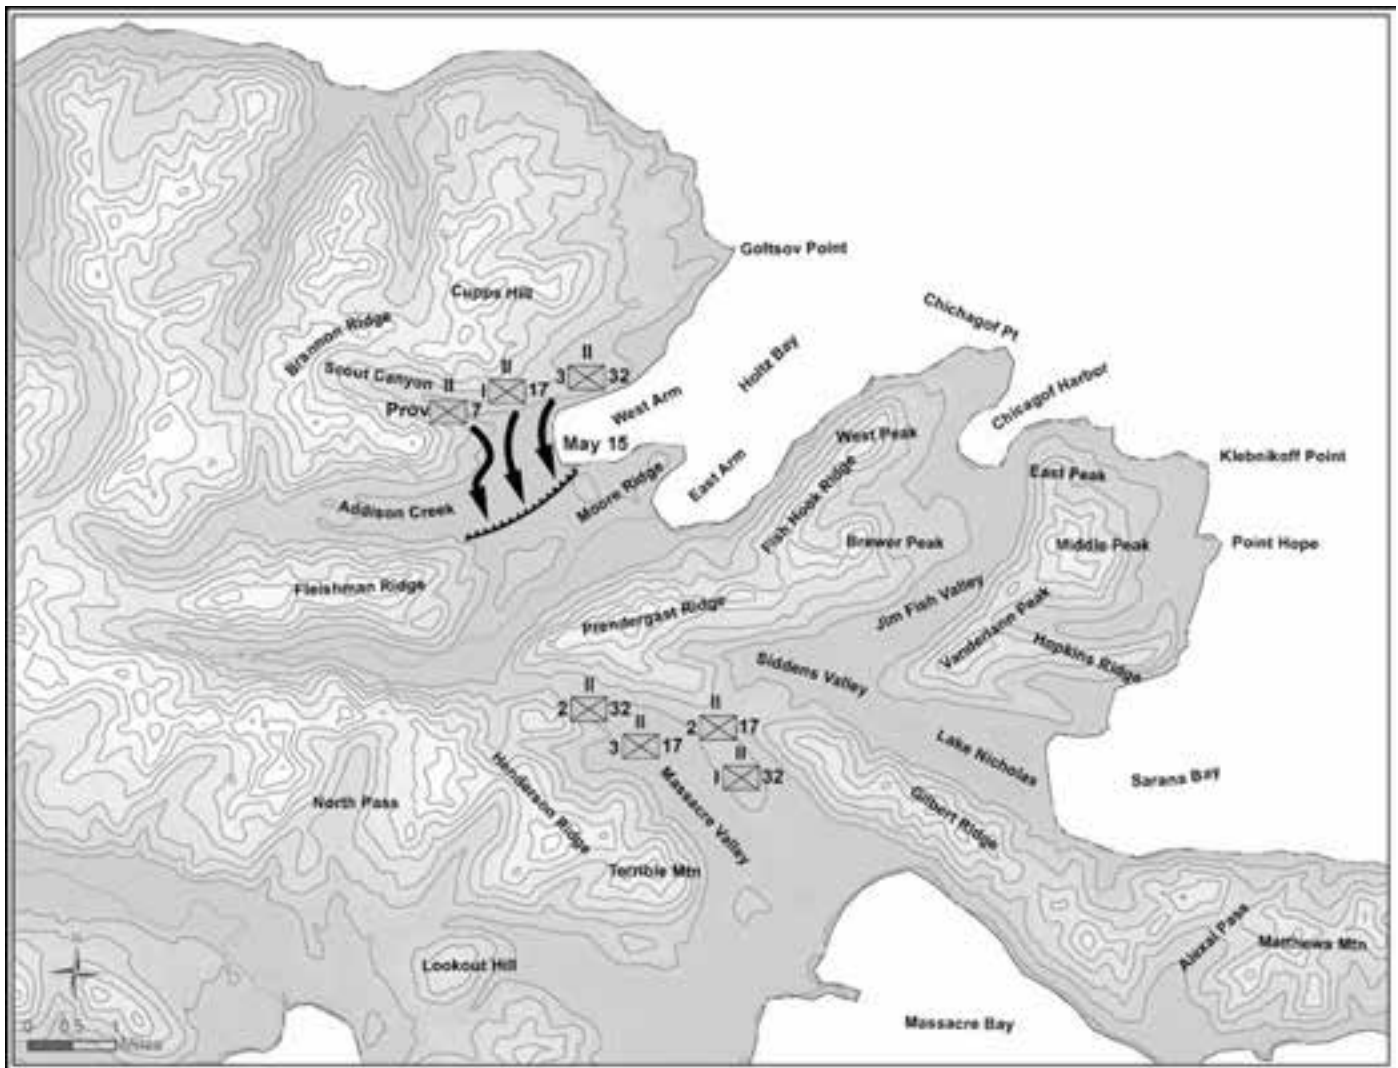 Goltsov Point
Cupps Hill
Chichagof Pt
Brannon Ridge
Holtz Bay
Scout Canyon
II
II
II
Prov 7
I 17
3 32
West Arm
Chicagof Harbor
May 15
West Peak
Klebnikoff Point
East Arm
East Peak
Moore Ridge
Addison Creek
Fish Hook Ridge
Brewer Peak
Middle Peak
Point Hope
Fleishman Ridge
Prendergast Ridge
Jim Fish Valley
Vanderlann Peak
Hopkins Ridge
Siddens Valley
II
2 32
II
3 17
II
2 17
II
I 32
Lake Nicholas
Sarana Bay
Henderson Ridge
Massacre Valley
North Pass
Gilbert Ridge
Terrible Mtn
Alexai Pass
Matthews Mtn
Lookout Hill
Massacre Bay
0 0.5 1
Miles